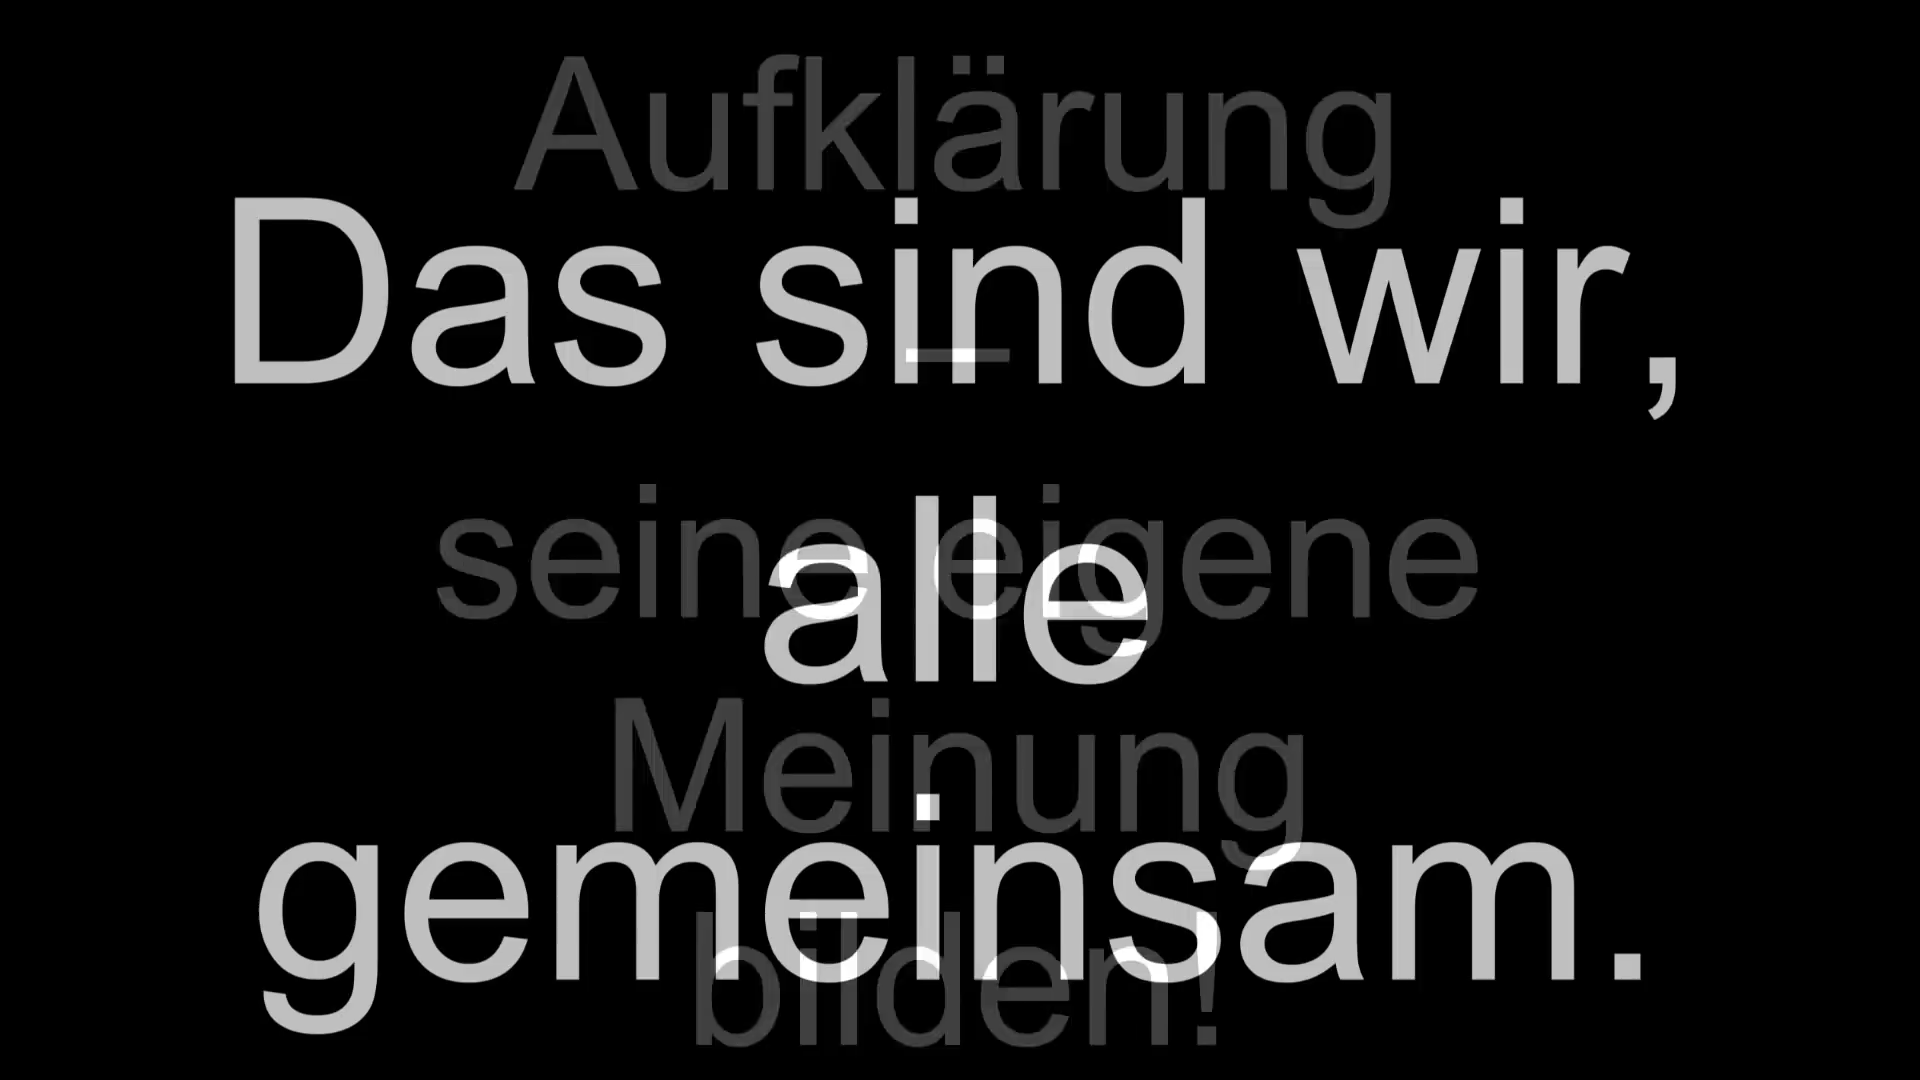 Aufklärung
–
seine eigene
Meinung
bilden!
Das sind wir,
alle
gemeinsam.